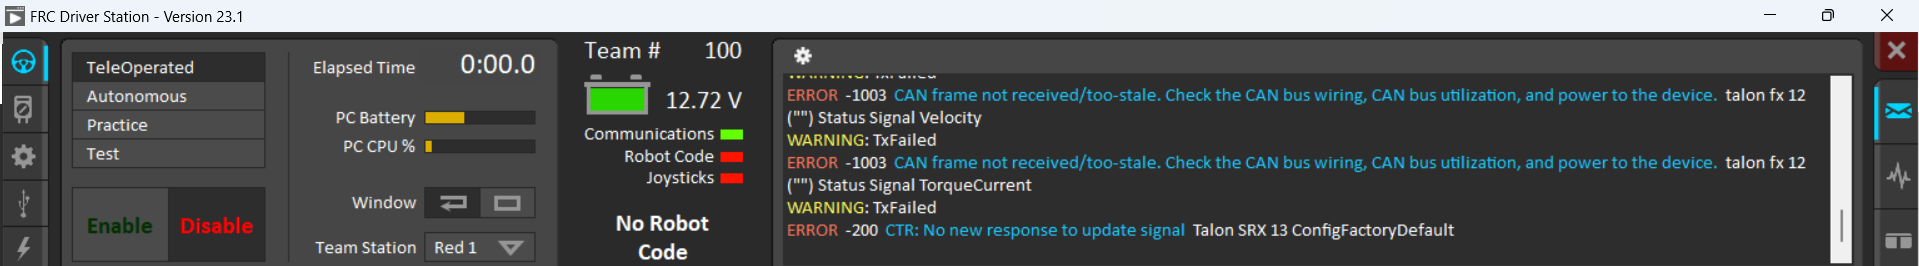 FRC Driver Station - Version 23.1
TeleOperated
Autonomous
Practice
Test
Enable Disable
Elapsed Time 0:00.0
PC Battery
PC CPU %
Window
Team Station Red 1
Team # 100
12.72 V
Communications
Robot Code
Joysticks
No Robot
Code
WARNING: TxFailed
ERROR -1003 CAN frame not received/too-stale. Check the CAN bus wiring, CAN bus utilization, and power to the device. talon fx 12
("") Status Signal Velocity
WARNING: TxFailed
ERROR -1003 CAN frame not received/too-stale. Check the CAN bus wiring, CAN bus utilization, and power to the device. talon fx 12
("") Status Signal TorqueCurrent
WARNING: TxFailed
ERROR -200 CTR: No new response to update signal Talon SRX 13 ConfigFactoryDefault